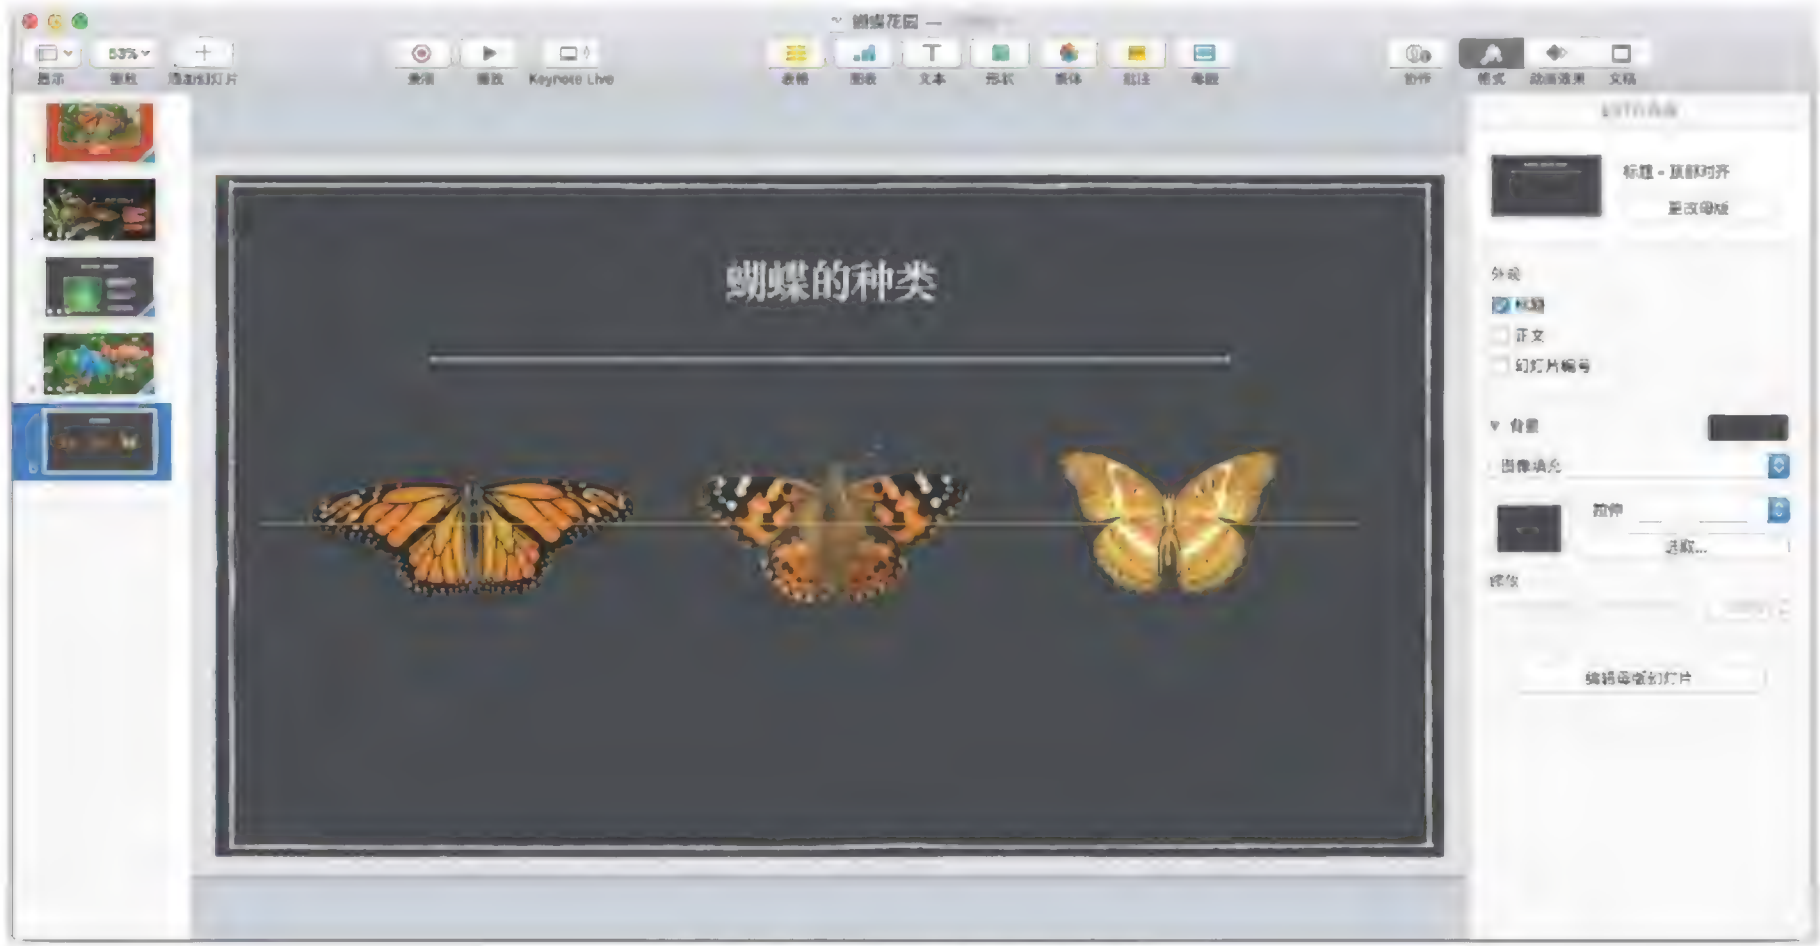 蝴蝶花园 —
53%
显示 缩放 添加幻灯片 播放 Keynote Live 表格 图表 文本 形状 媒体 批注 母版 协作 格式 动画效果 文稿
标题 - 顶部对齐
更改母版
外观
标题
正文
幻灯片编号
背景
图像填充
拉伸
选取...
编辑母版幻灯片
蝴蝶的种类
1